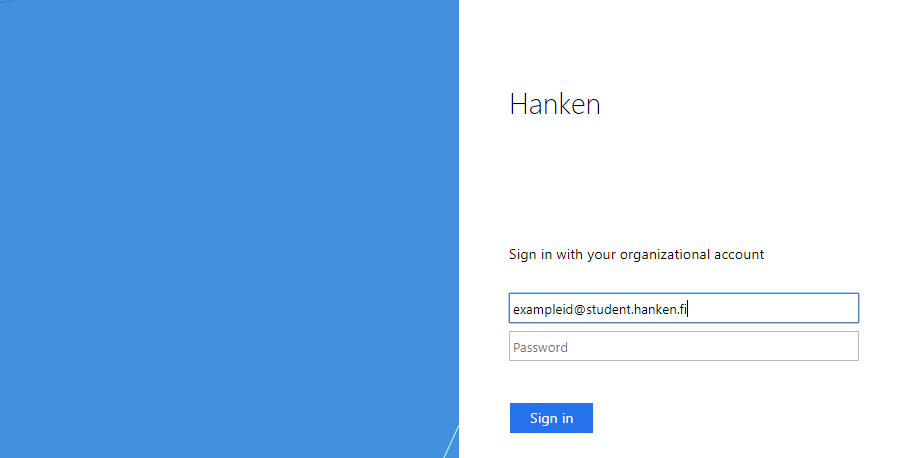 Hanken
Sign in with your organizational account
exampleid@student.hanken.fi
Password
Sign in